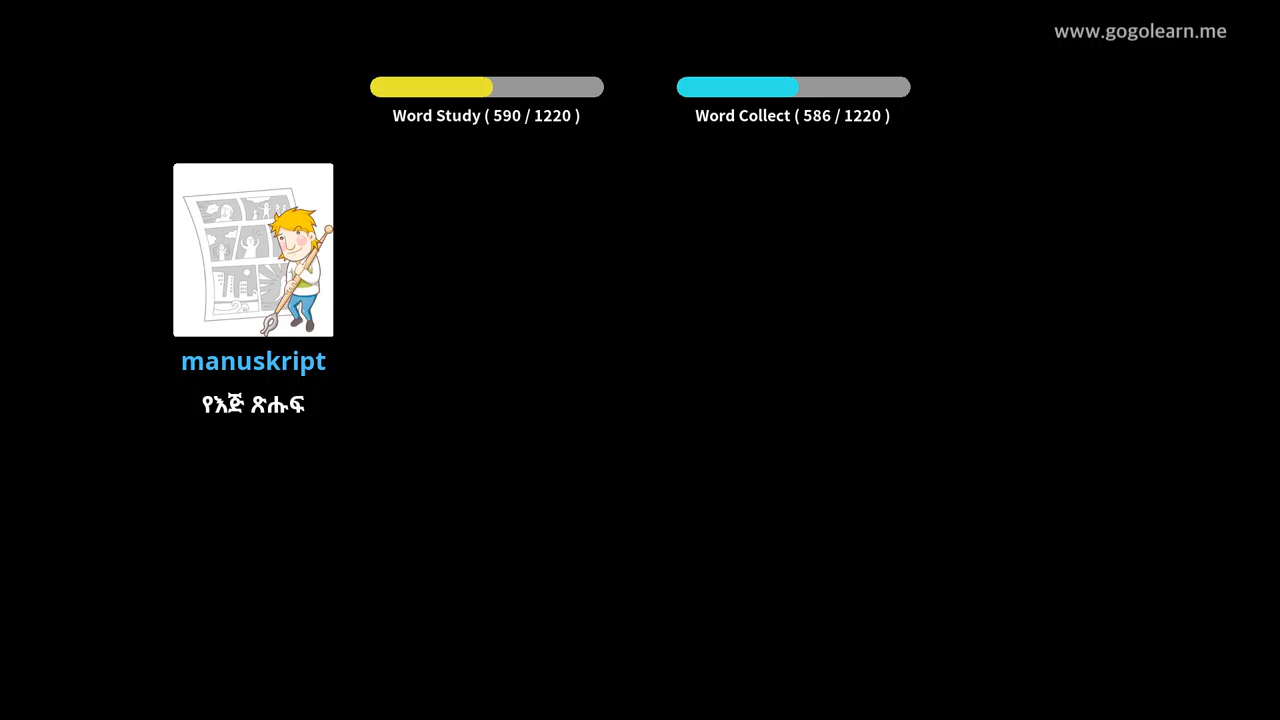 www.gogolearn.me
Word Study ( 590 / 1220 )
Word Collect ( 586 / 1220 )
manuskript
የእጅ ጽሑፍ